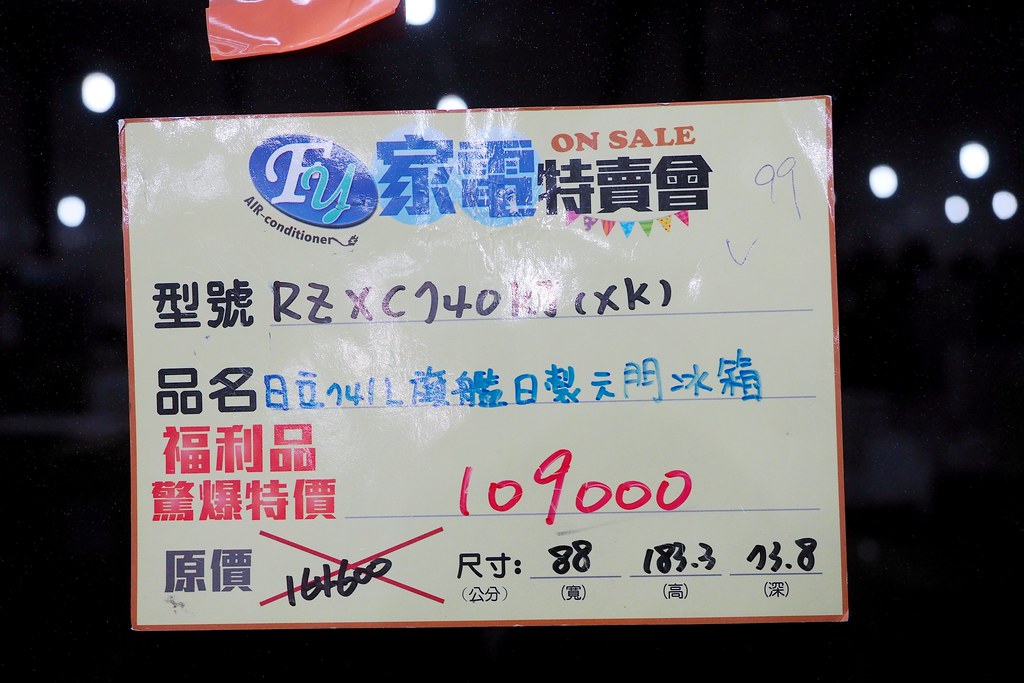 ON SALE
FY 家電特賣會
AIR-conditioner
99
型號 RZXC740KJ(XK)
品名 日立741L旗艦日製六門冰箱
福利品
驚爆特價 109000
原價 161600 尺寸: 88 183.3 73.8
(公分) (寬) (高) (深)